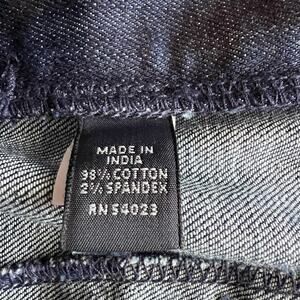 MADE IN
INDIA
98% COTTON
2% SPANDEX
RN 54023